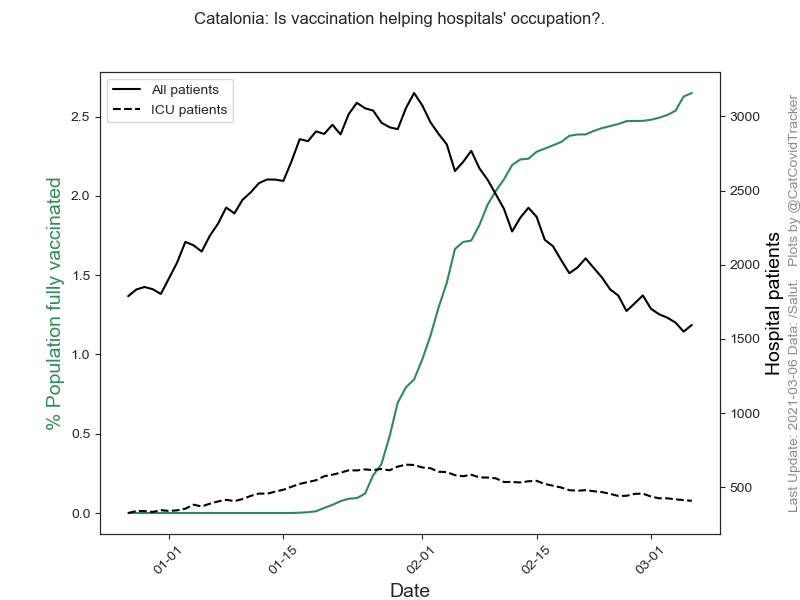 Catalonia: Is vaccination helping hospitals' occupation?.
All patients
ICU patients
% Population fully vaccinated
2.5
2.0
1.5
1.0
0.5
0.0
3000
2500
2000
1500
1000
500
Hospital patients
Last Update: 2021-03-06 Data: /Salut. Plots by @CatCovidTracker
01-01
01-15
02-01
02-15
03-01
Date